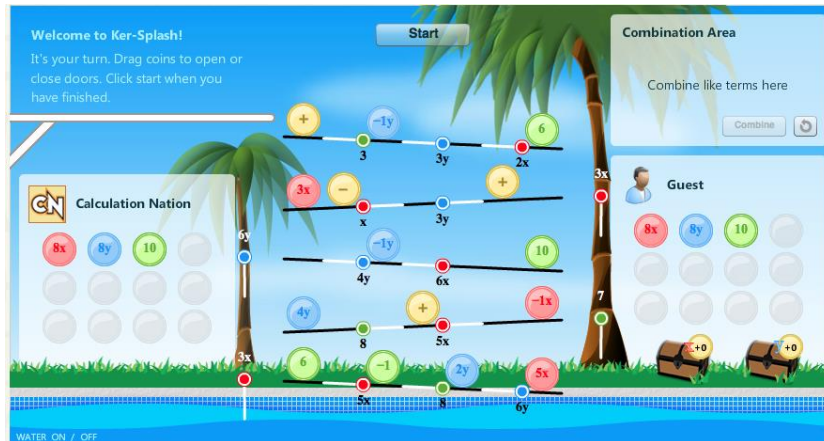 Welcome to Ker-Splash!
It's your turn. Drag coins to open or
close doors. Click start when you
have finished.
Start
Combination Area
Combine like terms here
Combine
+ −1y 6
3 3y 2x
3x − +
x 3y
3x
CN Calculation Nation
8x 8y 10
6y
Guest
8x 8y 10
−1y 10
4y 6x
4y + −1x
8 5x
7
+0 +0
3x
6 −1 2y 5x
5x 8 6y
WATER ON / OFF